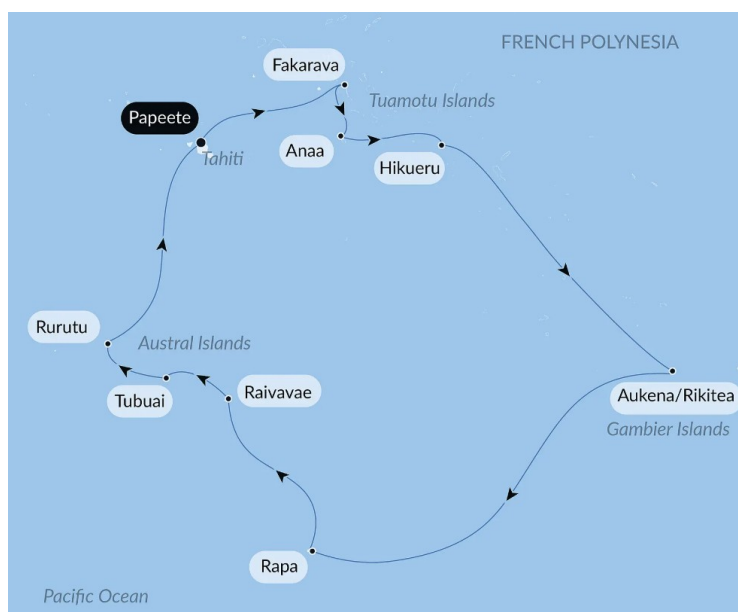 FRENCH POLYNESIA
Fakarava
Tuamotu Islands
Papeete
Tahiti
Anaa
Hikueru
Rurutu
Austral Islands
Tubuai
Raivavae
Aukena/Rikitea
Gambier Islands
Rapa
Pacific Ocean